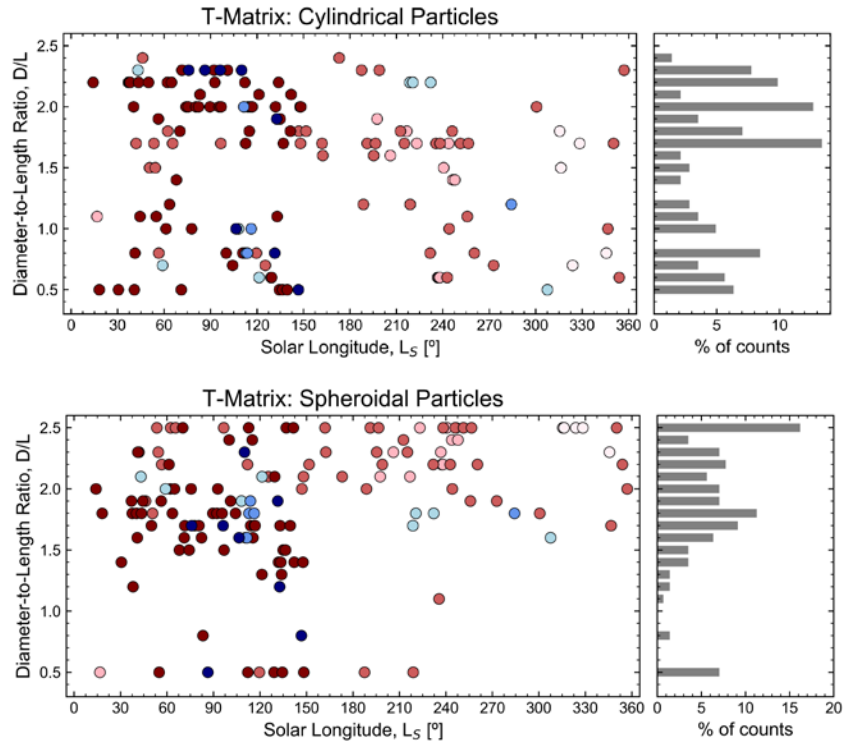 T-Matrix: Cylindrical Particles
Diameter-to-Length Ratio, D/L
2.5
2.0
1.5
1.0
0.5
0 30 60 90 120 150 180 210 240 270 300 330 360
Solar Longitude, L_S [º]
0 5 10
% of counts
T-Matrix: Spheroidal Particles
Diameter-to-Length Ratio, D/L
2.5
2.0
1.5
1.0
0.5
0 30 60 90 120 150 180 210 240 270 300 330 360
Solar Longitude, L_S [º]
0 5 10 15 20
% of counts